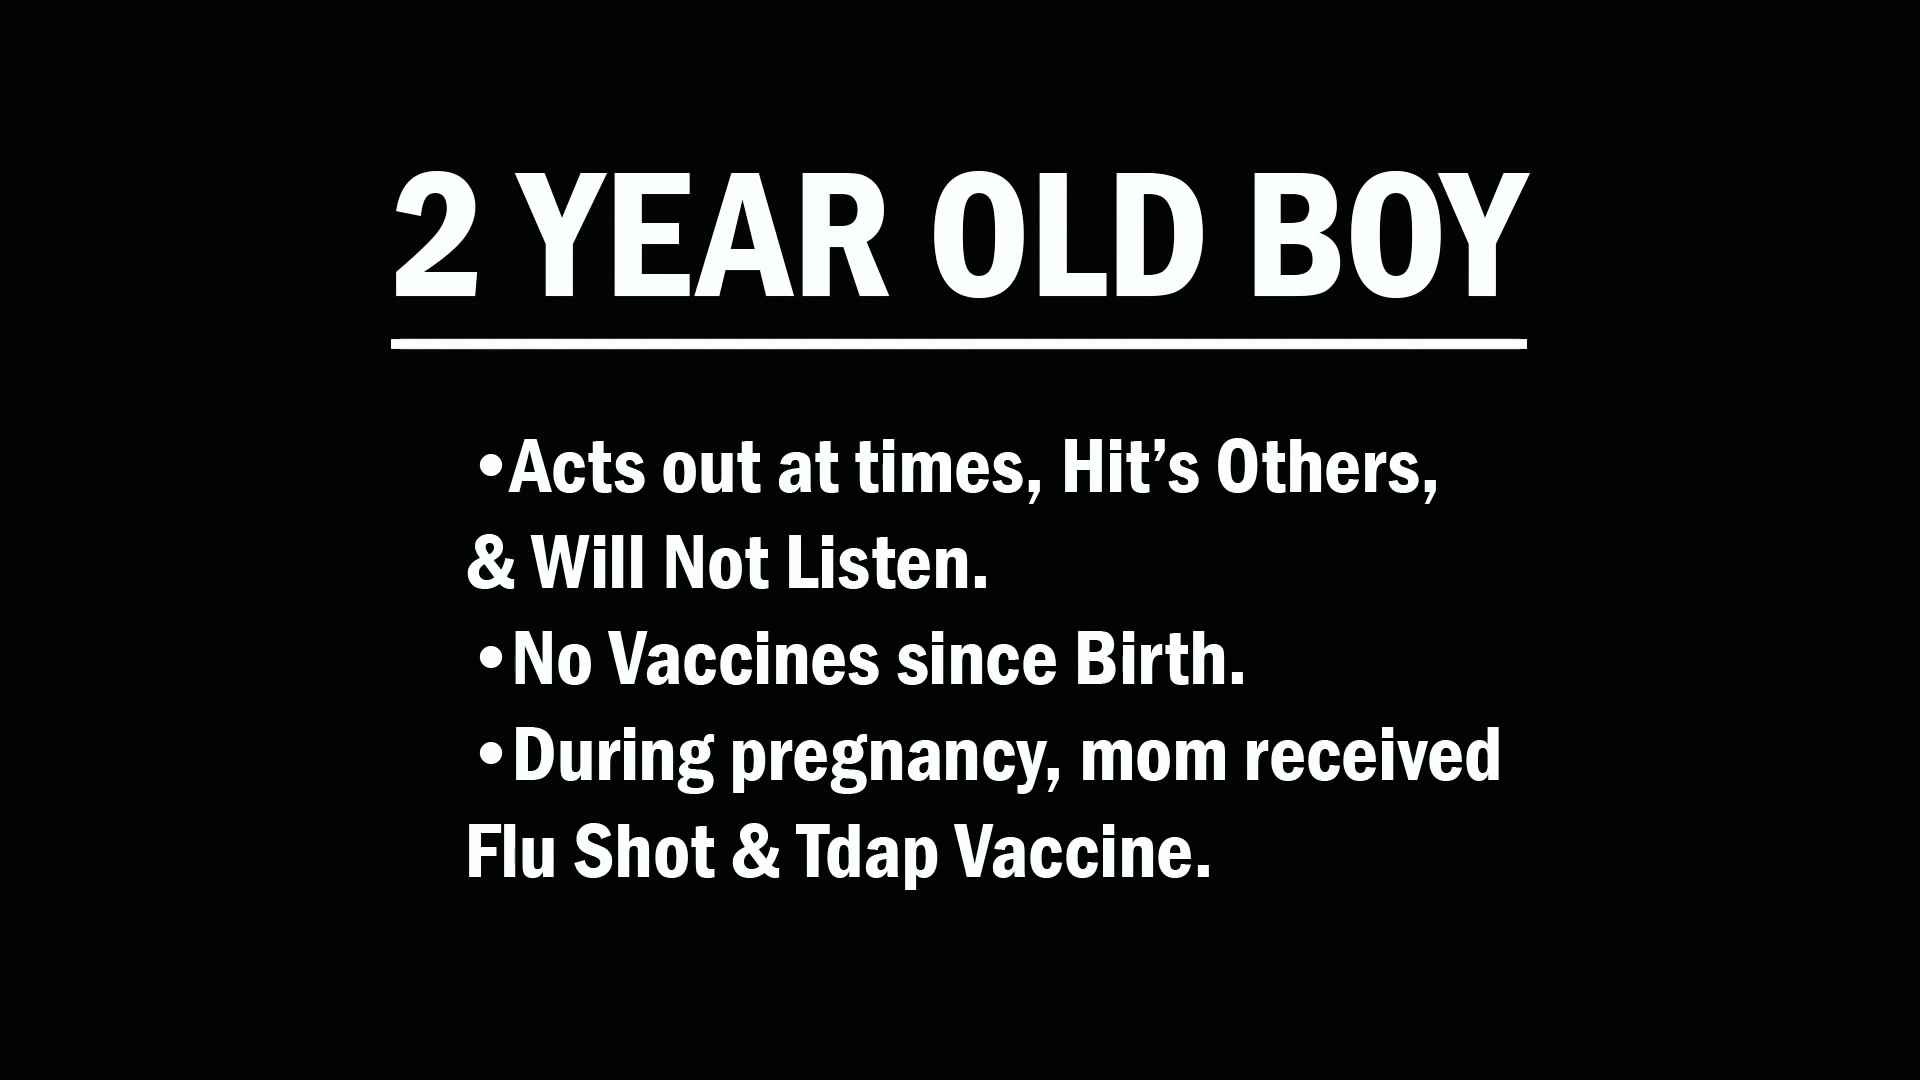 2 YEAR OLD BOY
•Acts out at times, Hit’s Others,
& Will Not Listen.
•No Vaccines since Birth.
•During pregnancy, mom received
Flu Shot & Tdap Vaccine.